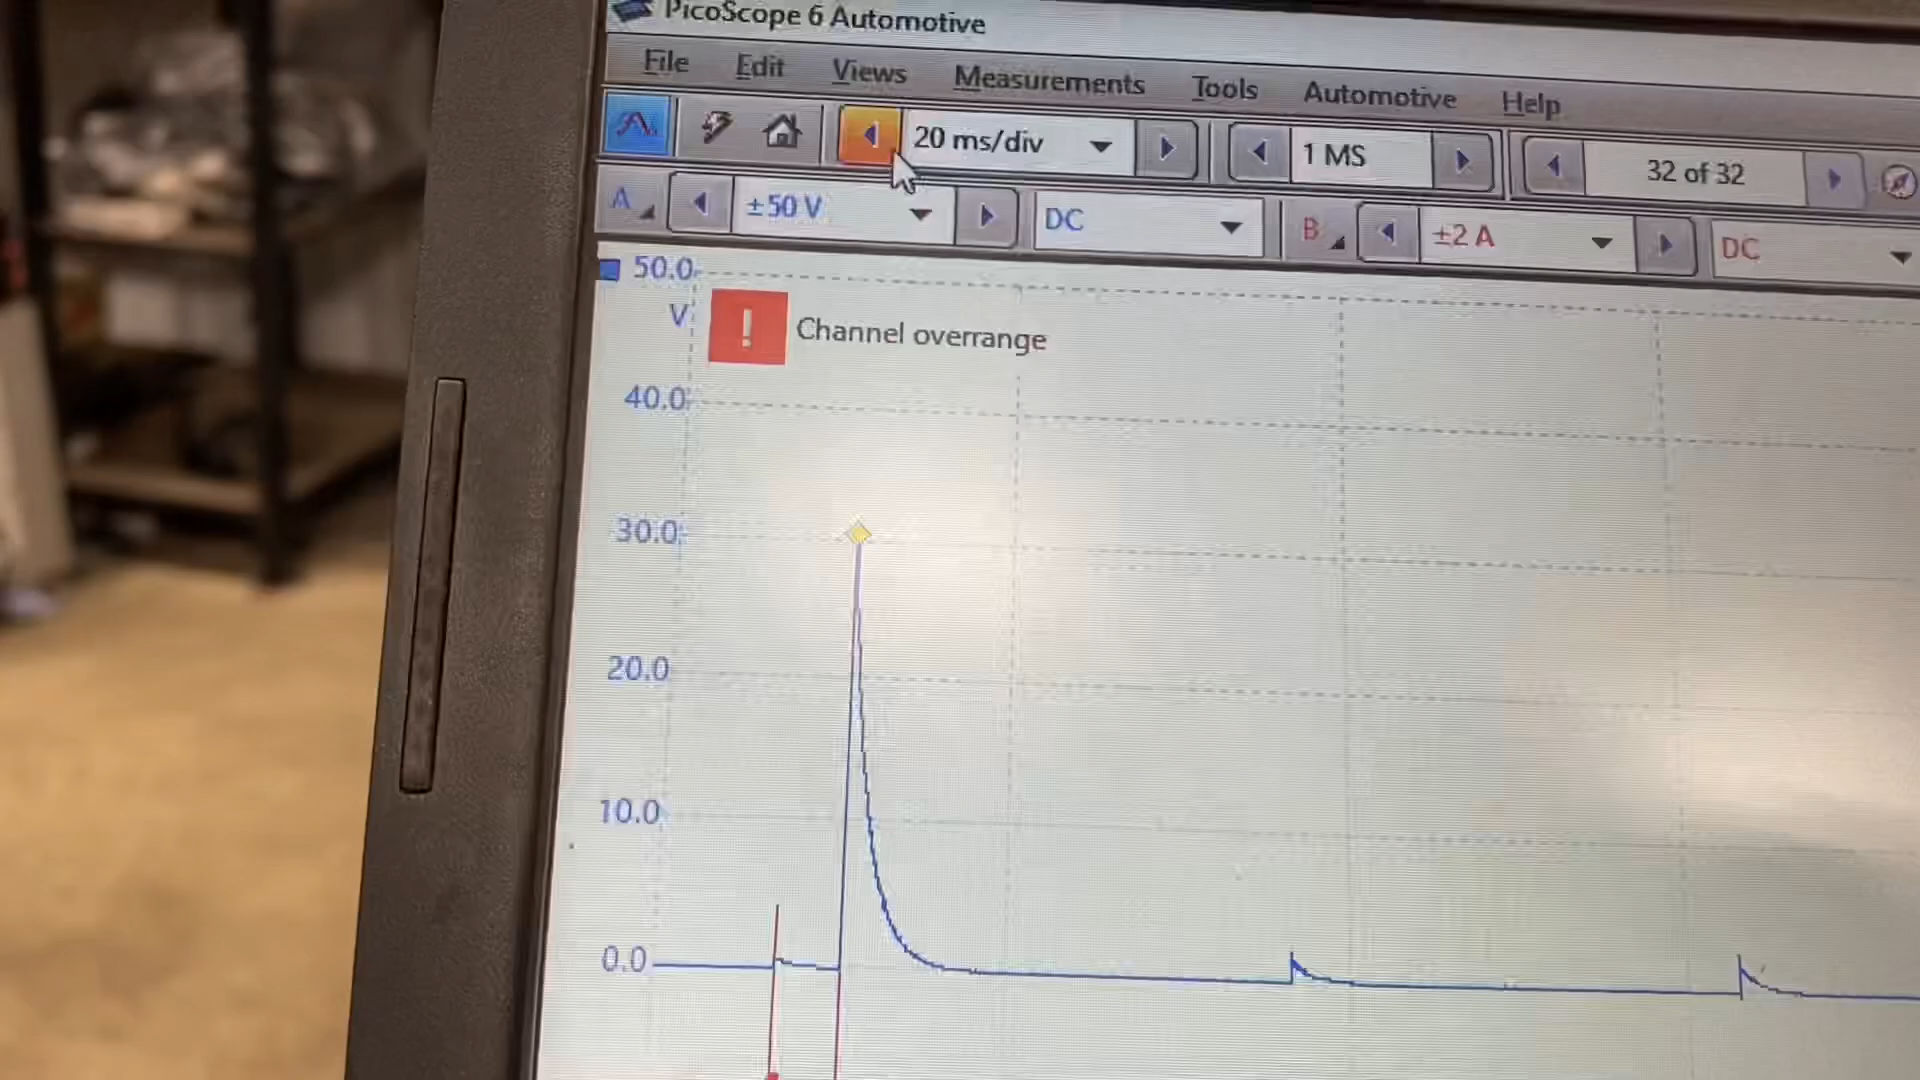 PicoScope 6 Automotive
File Edit Views Measurements Tools Automotive Help
20 ms/div 1 MS 32 of 32
A ±50 V DC B ±2 A DC
50.0
V
! Channel overrange
40.0
30.0
20.0
10.0
0.0